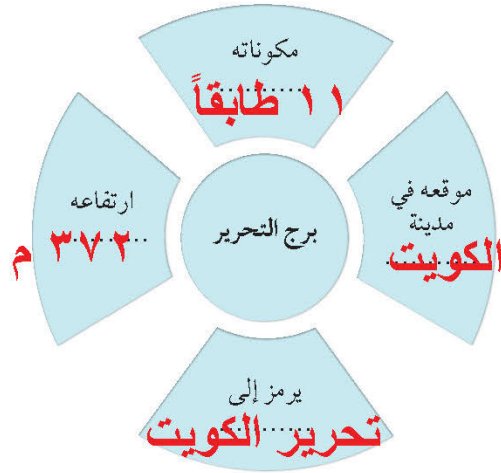 مكوناته
١١ طابقاً
موقعه في
مدينة
الكويت
برج التحرير
ارتفاعه
٣٧٢ م
يرمز إلى
تحرير الكويت